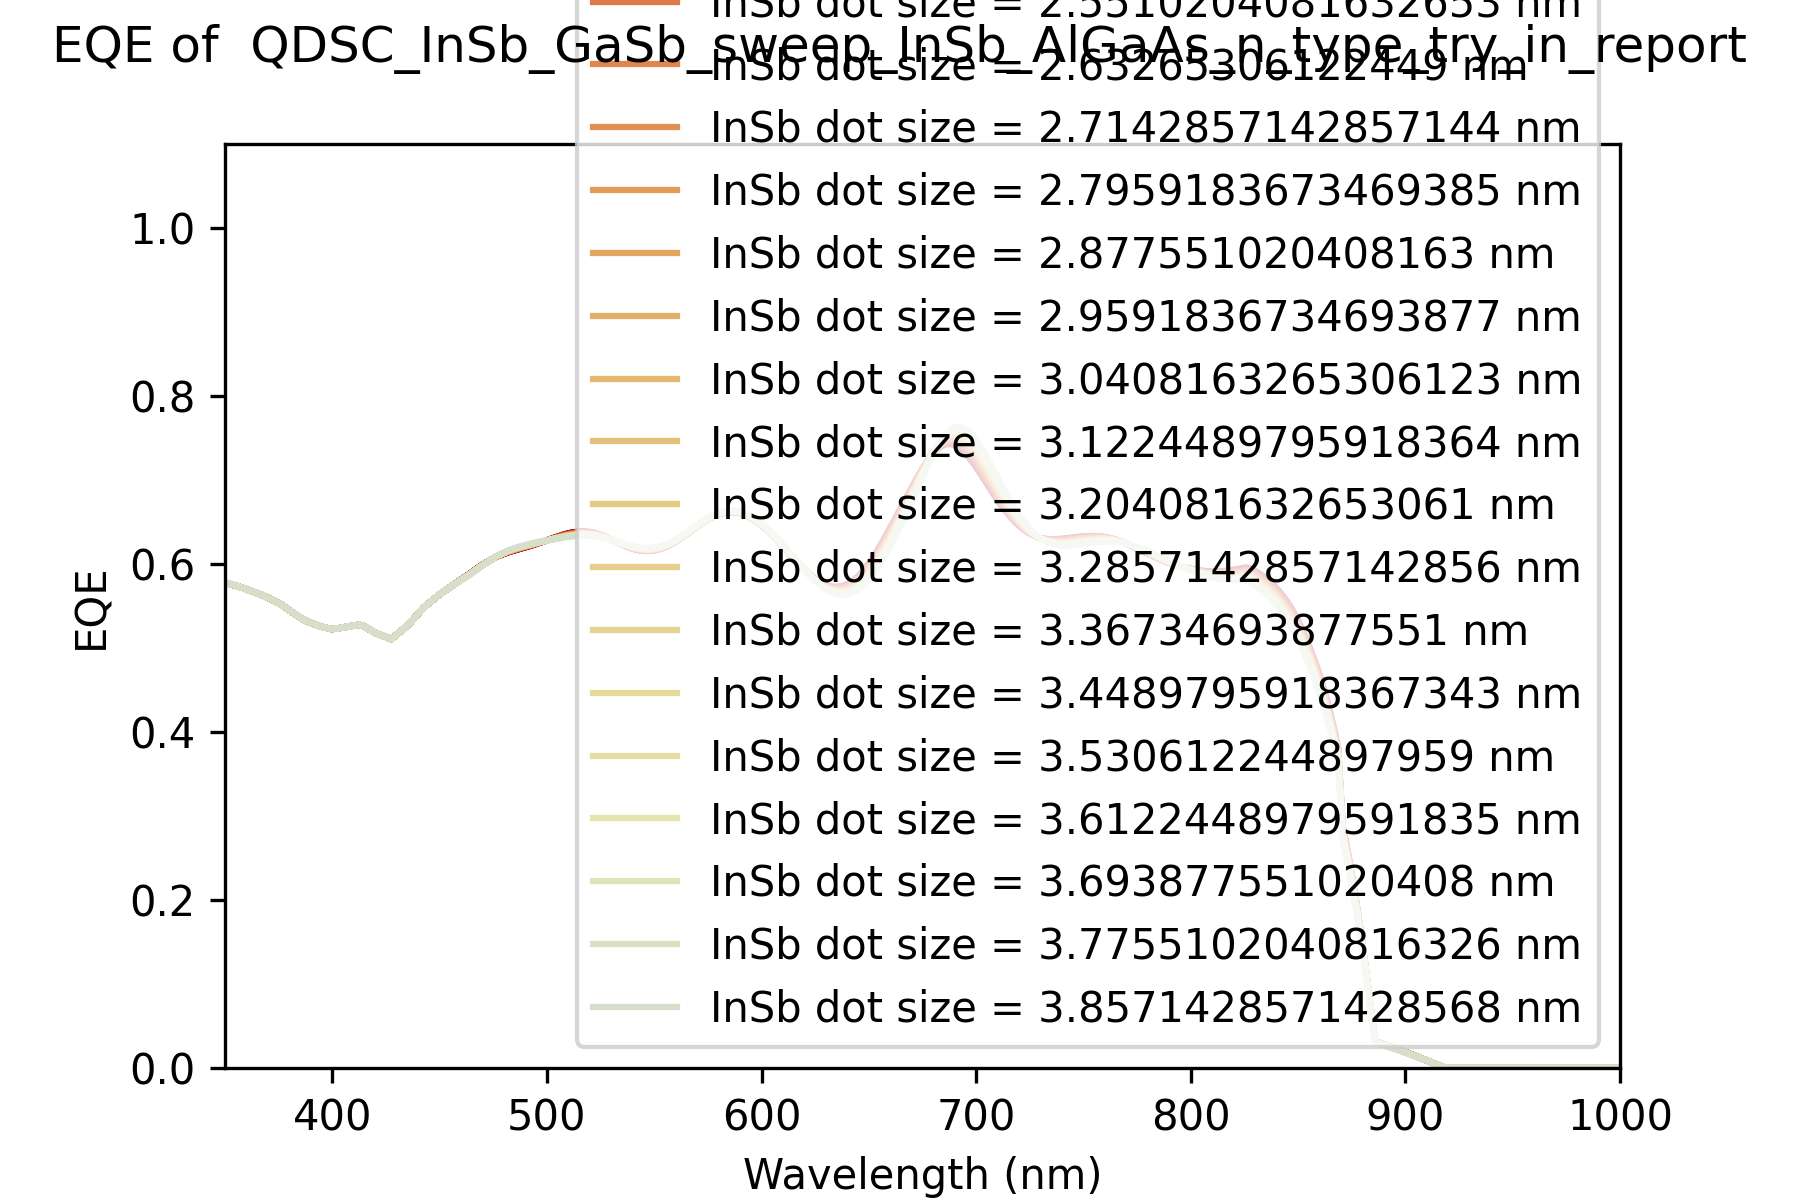 InSb dot size = 2.5510204081632653 nm
EQE of  QDSC_InSb_GaSb_sweep_InSb_AlGaAs_n_type_try_in_report
InSb dot size = 2.63265306122449 nm
InSb dot size = 2.7142857142857144 nm
InSb dot size = 2.7959183673469385 nm
InSb dot size = 2.877551020408163 nm
InSb dot size = 2.9591836734693877 nm
InSb dot size = 3.0408163265306123 nm
InSb dot size = 3.1224489795918364 nm
InSb dot size = 3.204081632653061 nm
InSb dot size = 3.2857142857142856 nm
InSb dot size = 3.36734693877551 nm
InSb dot size = 3.4489795918367343 nm
InSb dot size = 3.530612244897959 nm
InSb dot size = 3.6122448979591835 nm
InSb dot size = 3.693877551020408 nm
InSb dot size = 3.7755102040816326 nm
InSb dot size = 3.8571428571428568 nm
1.0
0.8
0.6
0.4
0.2
0.0
EQE
400 500 600 700 800 900 1000
Wavelength (nm)